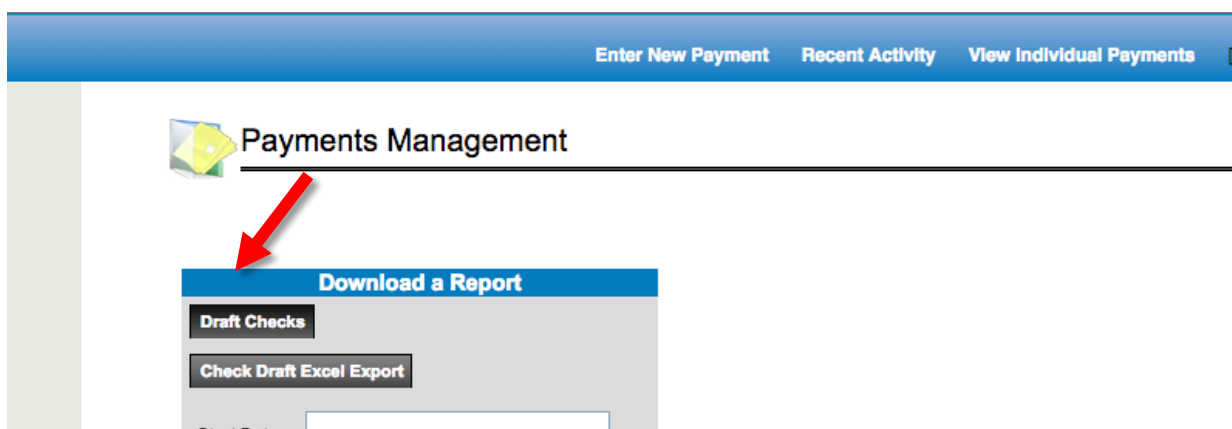 Enter New Payment Recent Activity View Individual Payments
Payments Management
Download a Report
Draft Checks
Check Draft Excel Export